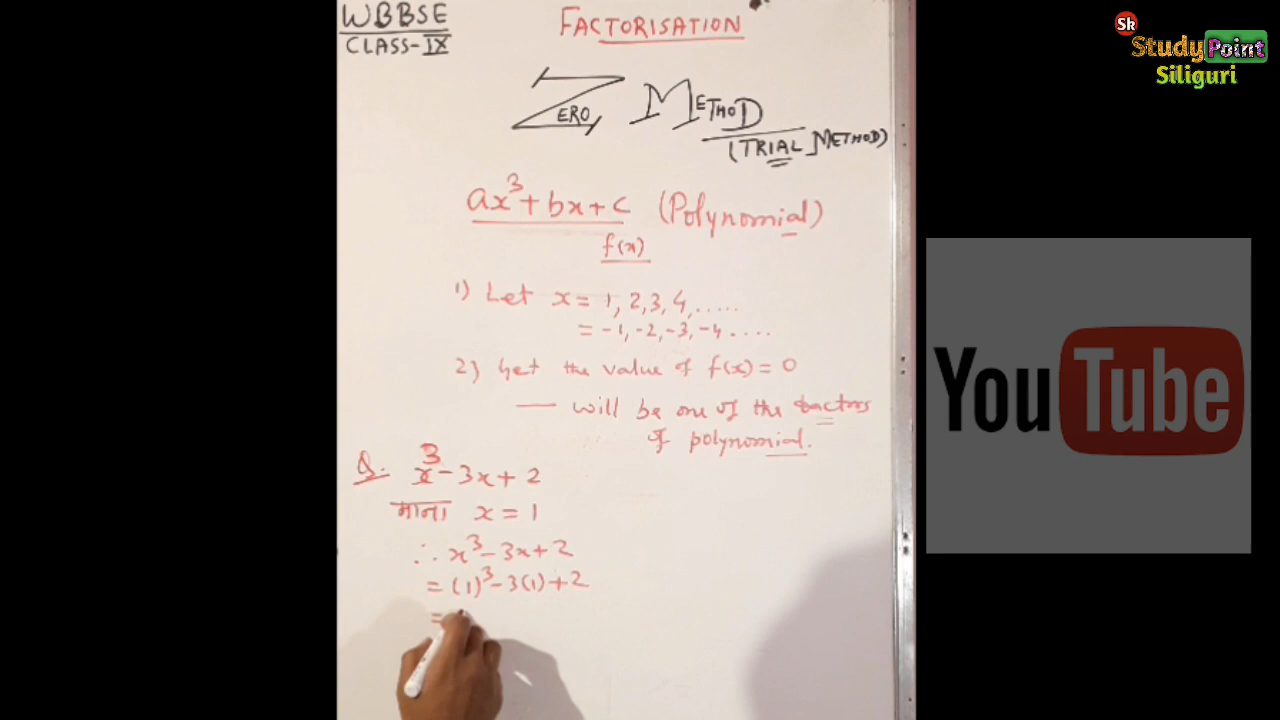 WBBSE
CLASS-IX
FACTORISATION
ZERO METHOD
(TRIAL METHOD)
ax³ + bx + c (Polynomial)
f(x)
1) Let x = 1, 2, 3, 4, .....
= -1, -2, -3, -4 ....
2) Get the value of f(x) = 0
— will be one of the factors
of polynomial.
Q. x³ - 3x + 2
माना x = 1
∴ x³ - 3x + 2
= (1)³ - 3(1) + 2
=
Sk
Study Point
Siliguri
YouTube